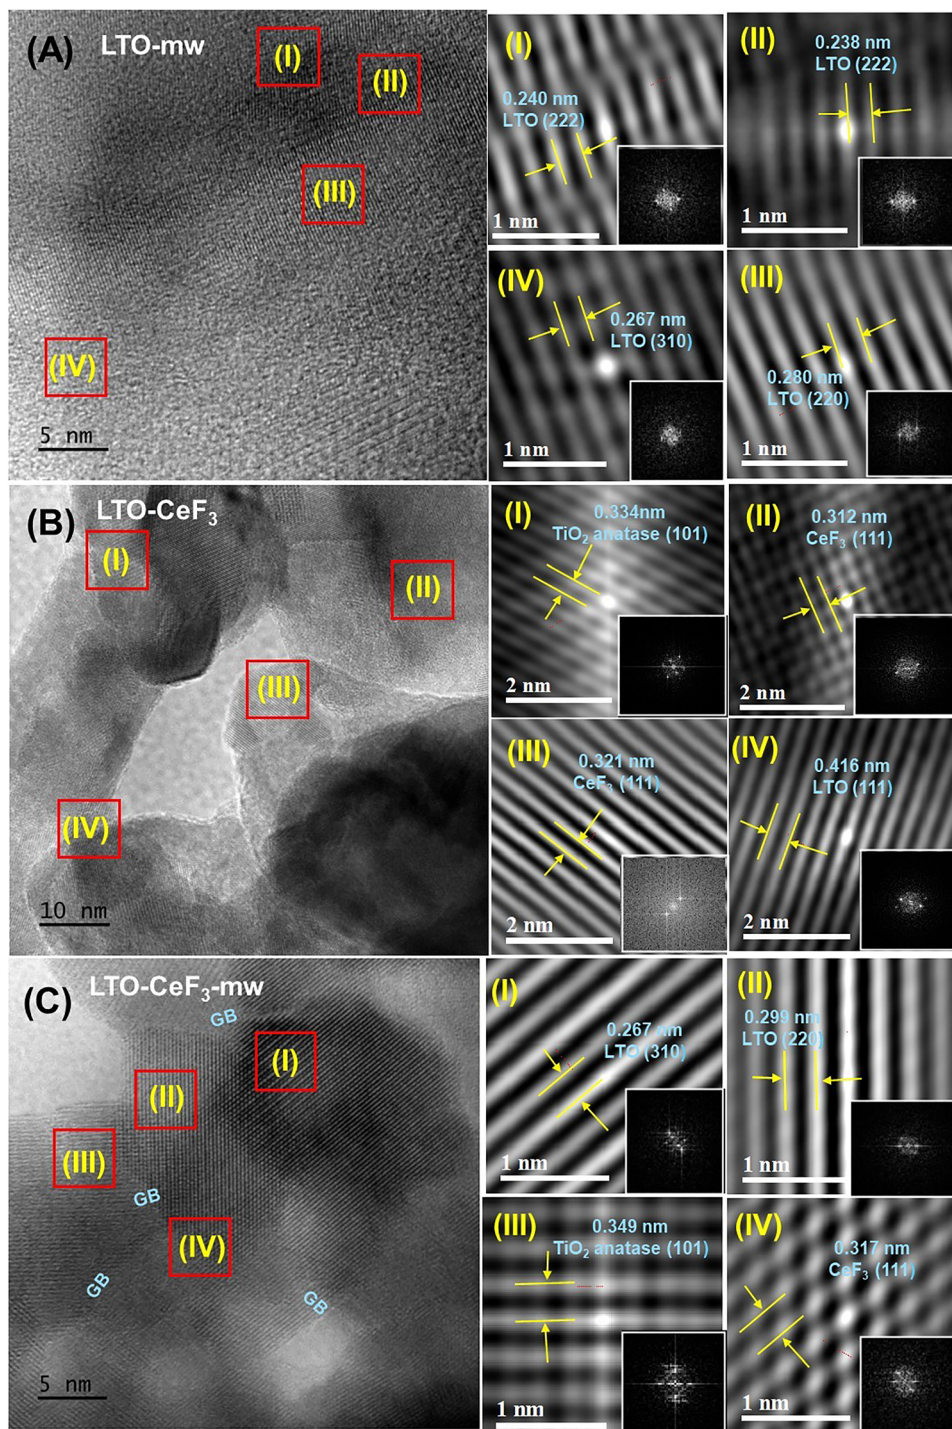 (A)
LTO-mw
(I)
(II)
(III)
(IV)
5 nm
(I)
0.240 nm
LTO (222)
1 nm
(II)
0.238 nm
LTO (222)
1 nm
(IV)
0.267 nm
LTO (310)
1 nm
(III)
0.280 nm
LTO (220)
1 nm
(B)
LTO-CeF₃
(I)
(II)
(III)
(IV)
10 nm
(I)
0.334nm
TiO₂ anatase (101)
2 nm
(II)
0.312 nm
CeF₃ (111)
2 nm
(III)
0.321 nm
CeF₃ (111)
2 nm
(IV)
0.416 nm
LTO (111)
2 nm
(C)
LTO-CeF₃-mw
GB
(I)
(II)
(III)
GB
(IV)
GB
GB
5 nm
(I)
0.267 nm
LTO (310)
1 nm
(II)
0.299 nm
LTO (220)
1 nm
(III)
0.349 nm
TiO₂ anatase (101)
1 nm
(IV)
0.317 nm
CeF₃ (111)
1 nm